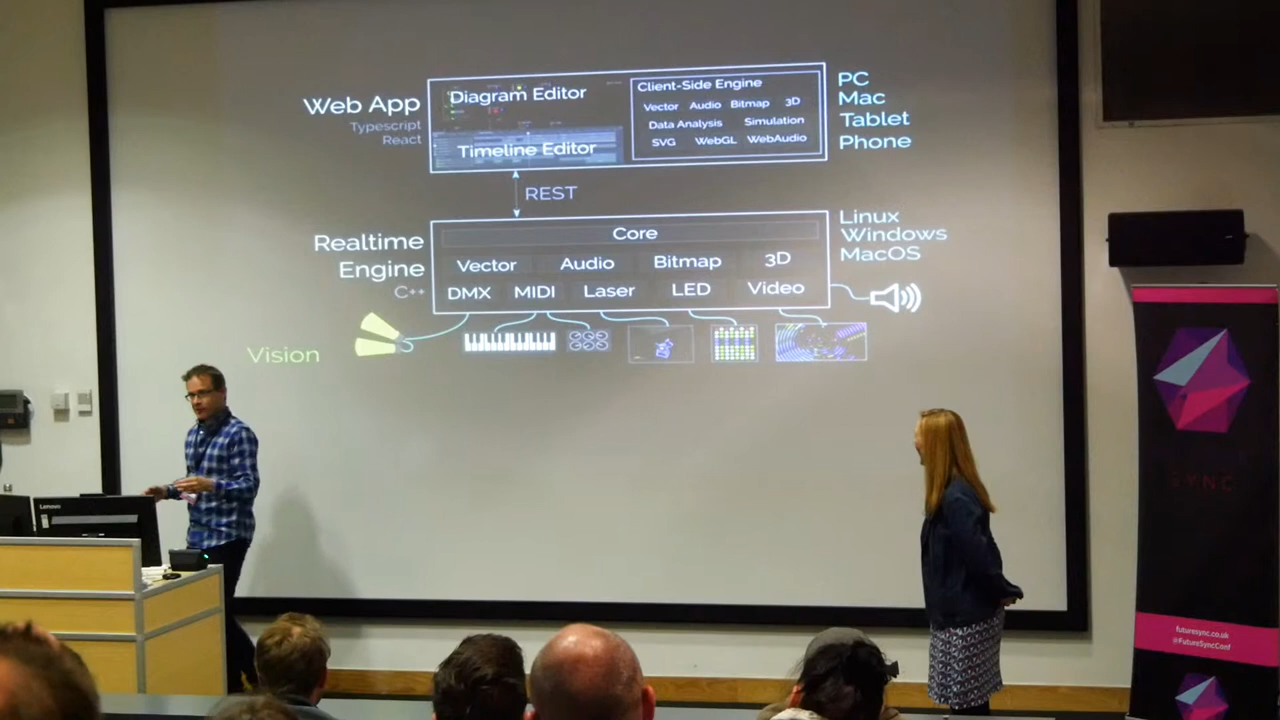 Web App
Typescript
React
Diagram Editor
Timeline Editor
Client-Side Engine
Vector Audio Bitmap 3D
Data Analysis Simulation
SVG WebGL WebAudio
PC
Mac
Tablet
Phone
REST
Realtime
Engine
C++
Core
Vector Audio Bitmap 3D
DMX MIDI Laser LED Video
Linux
Windows
MacOS
Vision
Lenovo
SYNC
futuresync.co.uk
@FutureSyncConf